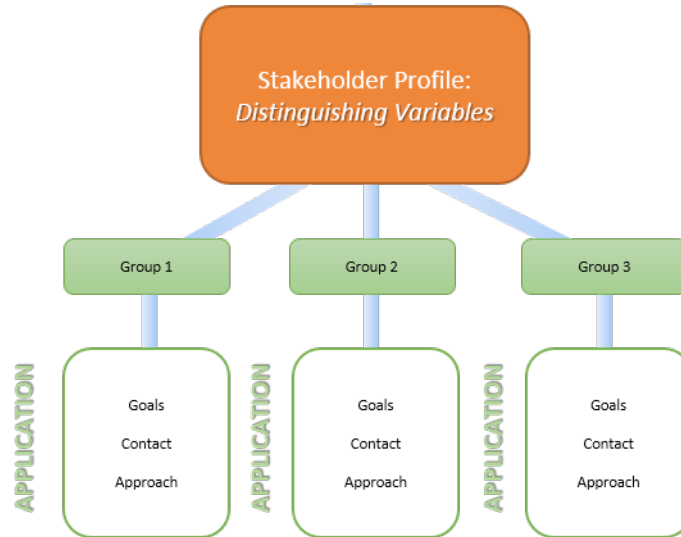 Stakeholder Profile:
Distinguishing Variables
Group 1
Group 2
Group 3
APPLICATION
Goals
Contact
Approach
APPLICATION
Goals
Contact
Approach
APPLICATION
Goals
Contact
Approach